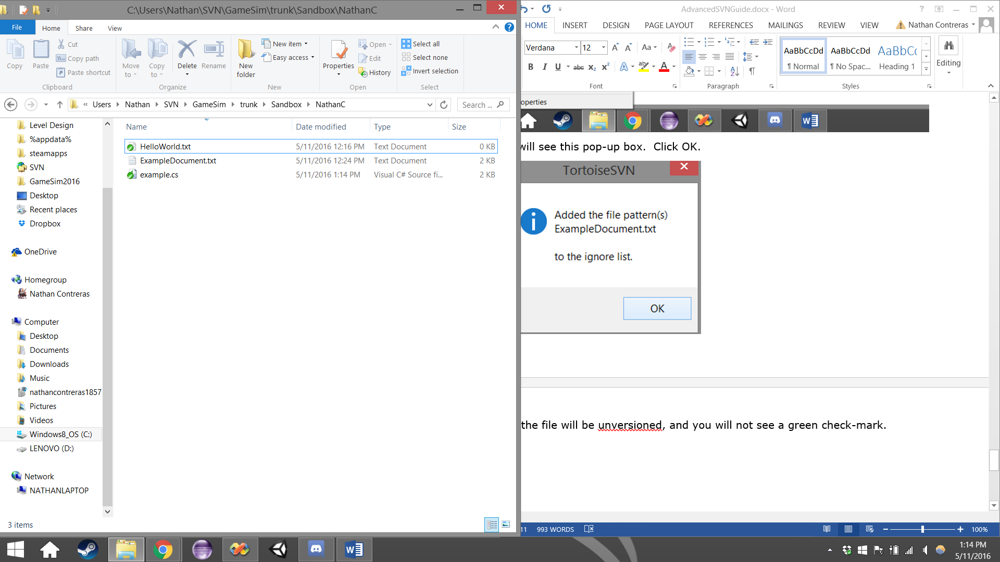 C:\Users\Nathan\SVN\GameSim\trunk\Sandbox\NathanC
File
Home
Share
View
Copy
Paste
Cut
Copy path
Paste shortcut
Clipboard
Move to
Copy to
Delete
Rename
Organize
New folder
New item
Easy access
New
Properties
Open
Edit
History
Open
Select all
Select none
Invert selection
Select
« Users NathanSVN GameSim trunk Sandbox NathanC
Search ...
Level Design
%appdata%
steamapps
SVN
GameSim2016
Desktop
Recent places
Dropbox
OneDrive
Homegroup
Nathan Contreras
Computer
Desktop
Documents
Downloads
Music
nathancontreras1857
Pictures
Videos
Windows8_OS (C:)
LENOVO (D:)
Network
NATHANLAPTOP
Name Date modified Type Size
HelloWorld.txt 5/11/2016 12:16 PM Text Document 0 KB
ExampleDocument.txt 5/11/2016 12:24 PM Text Document 2 KB
example.cs 5/11/2016 1:14 PM Visual C# Source fi... 2 KB
3 items
AdvancedSVNGuide.docx - Word
HOME INSERT DESIGN PAGE LAYOUT REFERENCES MAILINGS REVIEW VIEW Nathan Contreras
Verdana 12
Font
Paragraph
AaBbCcDd AaBbCcDd AaBbCc
¶ Normal ¶ No Spac... Heading 1
Styles
Editing
operties
will see this pop-up box. Click OK.
TortoiseSVN
Added the file pattern(s)
ExampleDocument.txt
to the ignore list.
OK
the file will be unversioned, and you will not see a green check-mark.
11 993 WORDS
100%
1:14 PM
5/11/2016